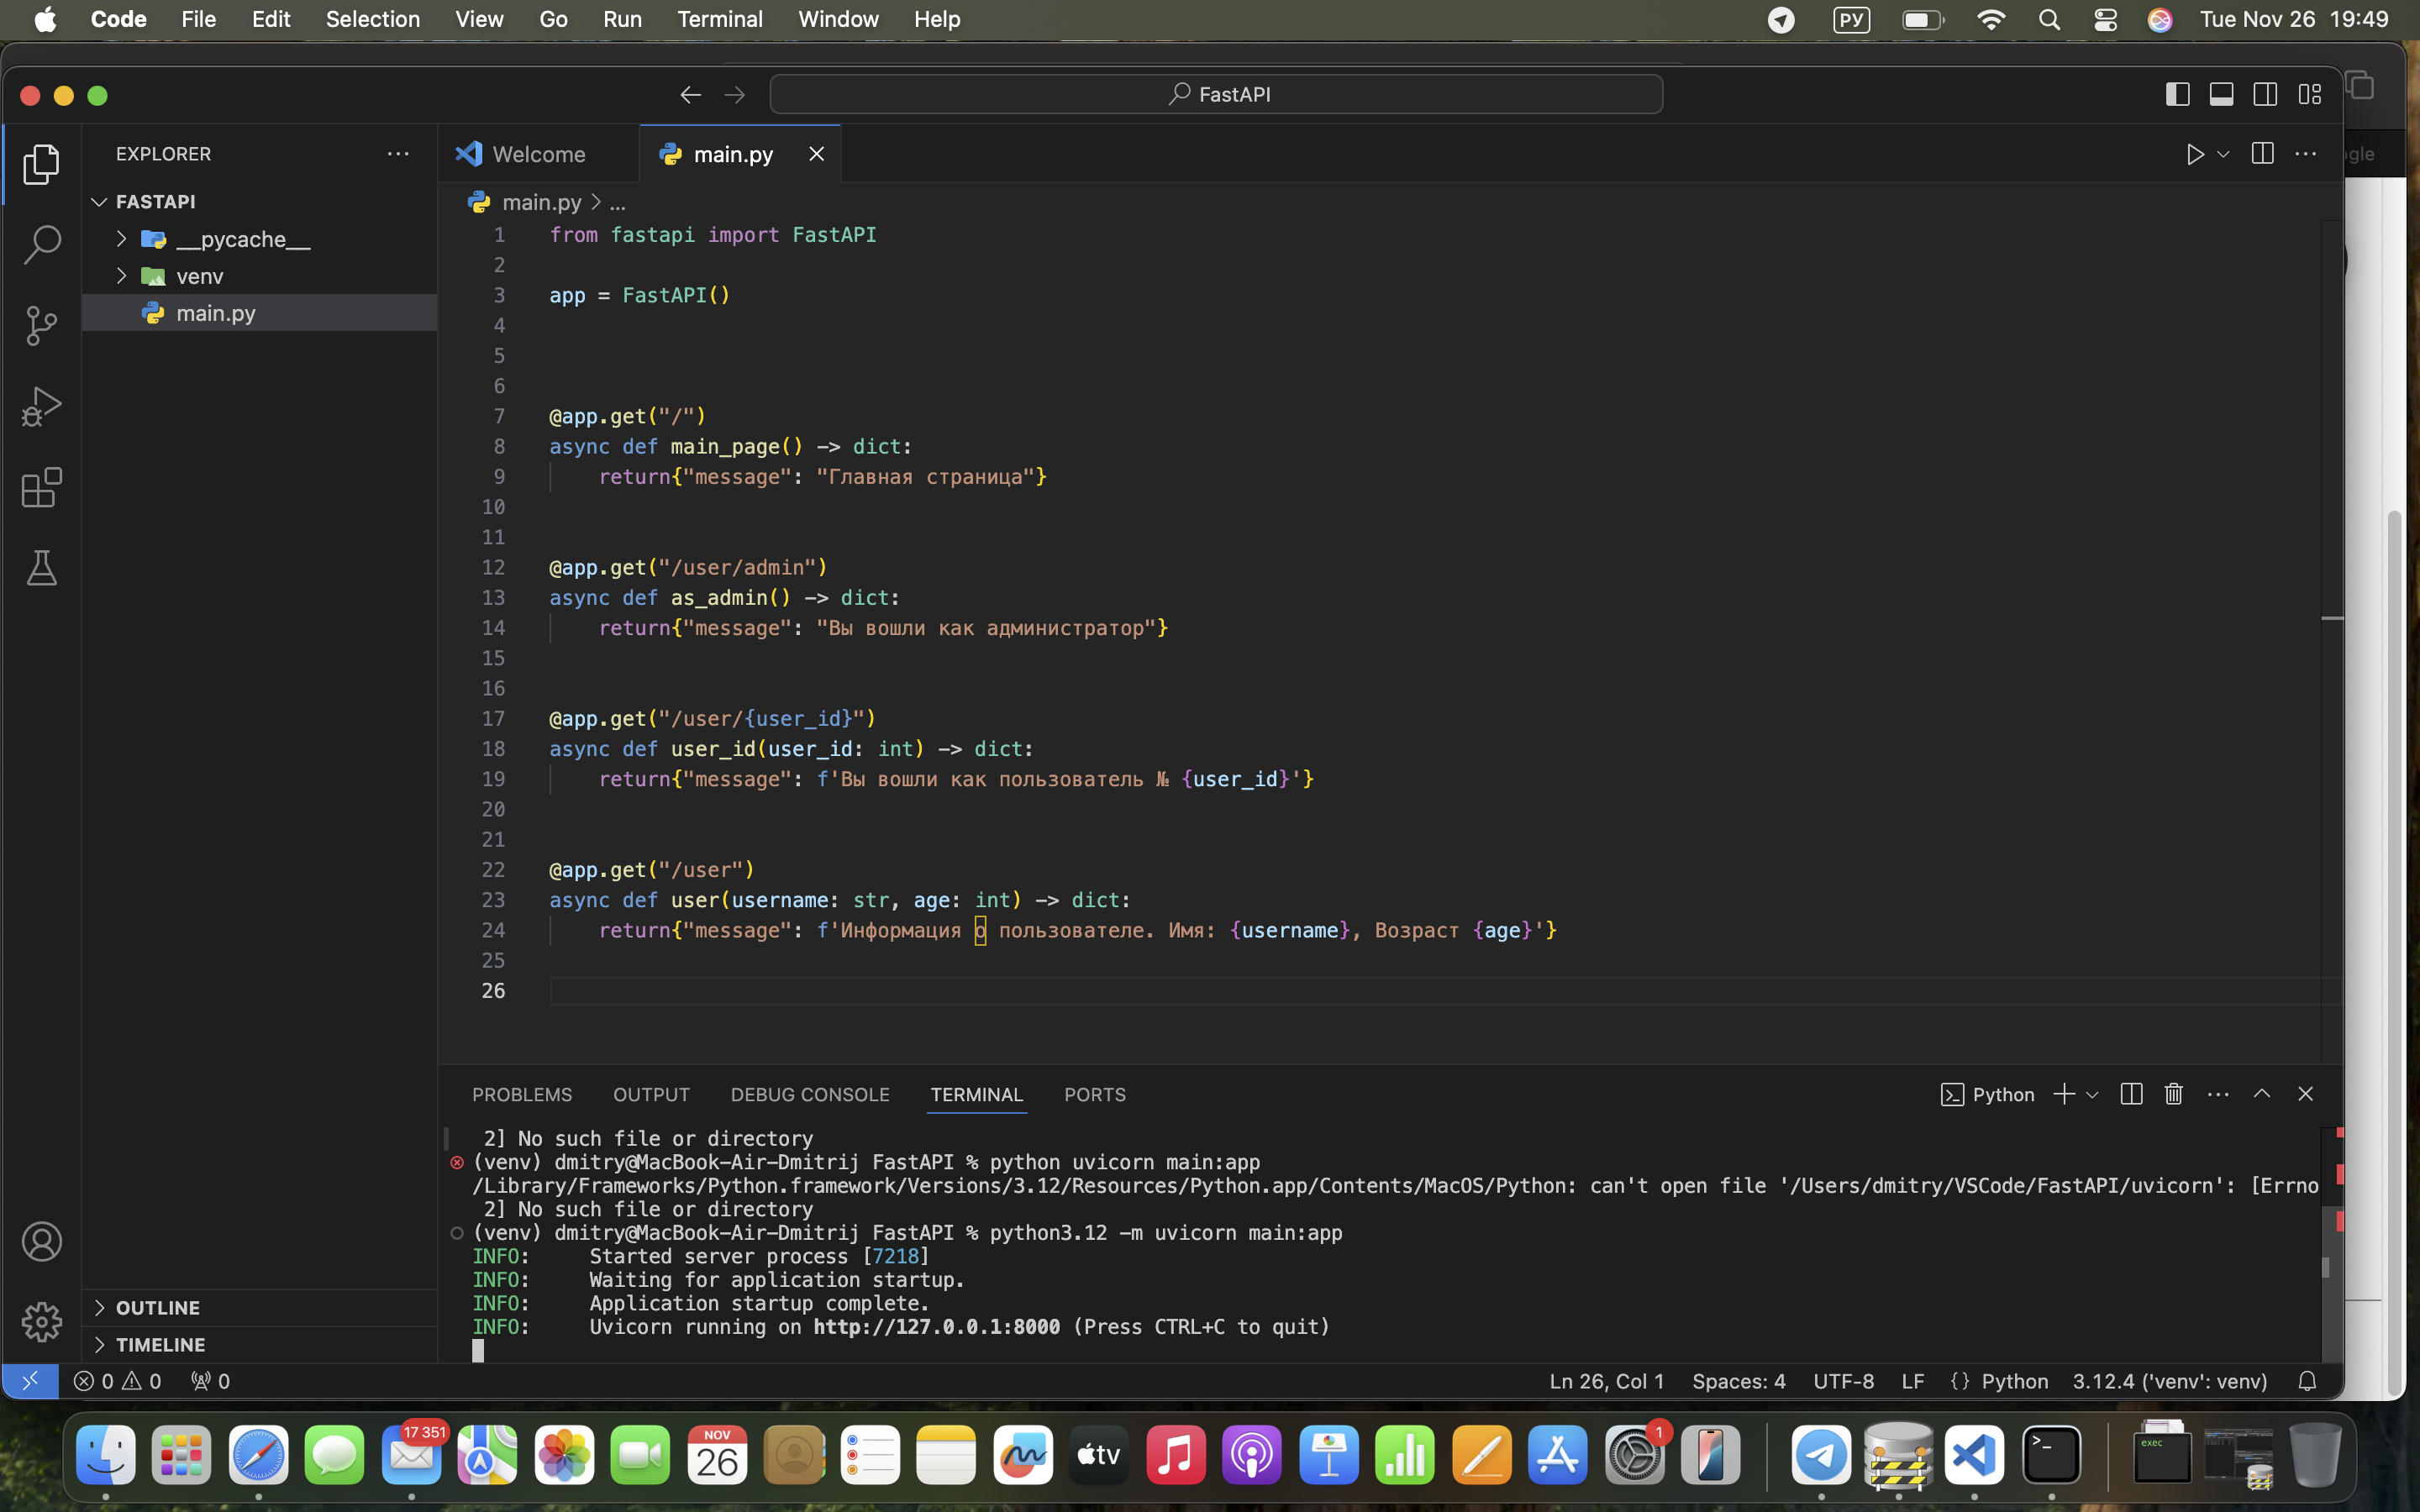 Code File Edit Selection View Go Run Terminal Window Help РУ Tue Nov 26 19:49
FastAPI
EXPLORER
Welcome
main.py
FASTAPI
__pycache__
venv
main.py
main.py > ...
1 from fastapi import FastAPI
2
3 app = FastAPI()
4
5
6
7 @app.get("/")
8 async def main_page() -> dict:
9 return{"message": "Главная страница"}
10
11
12 @app.get("/user/admin")
13 async def as_admin() -> dict:
14 return{"message": "Вы вошли как администратор"}
15
16
17 @app.get("/user/{user_id}")
18 async def user_id(user_id: int) -> dict:
19 return{"message": f'Вы вошли как пользователь № {user_id}'}
20
21
22 @app.get("/user")
23 async def user(username: str, age: int) -> dict:
24 return{"message": f'Информация о пользователе. Имя: {username}, Возраст {age}'}
25
26
PROBLEMS OUTPUT DEBUG CONSOLE TERMINAL PORTS Python
2] No such file or directory
(venv) dmitry@MacBook-Air-Dmitrij FastAPI % python uvicorn main:app
/Library/Frameworks/Python.framework/Versions/3.12/Resources/Python.app/Contents/MacOS/Python: can't open file '/Users/dmitry/VSCode/FastAPI/uvicorn': [Errno
2] No such file or directory
(venv) dmitry@MacBook-Air-Dmitrij FastAPI % python3.12 -m uvicorn main:app
INFO: Started server process [7218]
INFO: Waiting for application startup.
INFO: Application startup complete.
INFO: Uvicorn running on http://127.0.0.1:8000 (Press CTRL+C to quit)
OUTLINE
TIMELINE
0 0 0 Ln 26, Col 1 Spaces: 4 UTF-8 LF {} Python 3.12.4 ('venv': venv)
17 351
NOV
26
tv
1
>_
exec